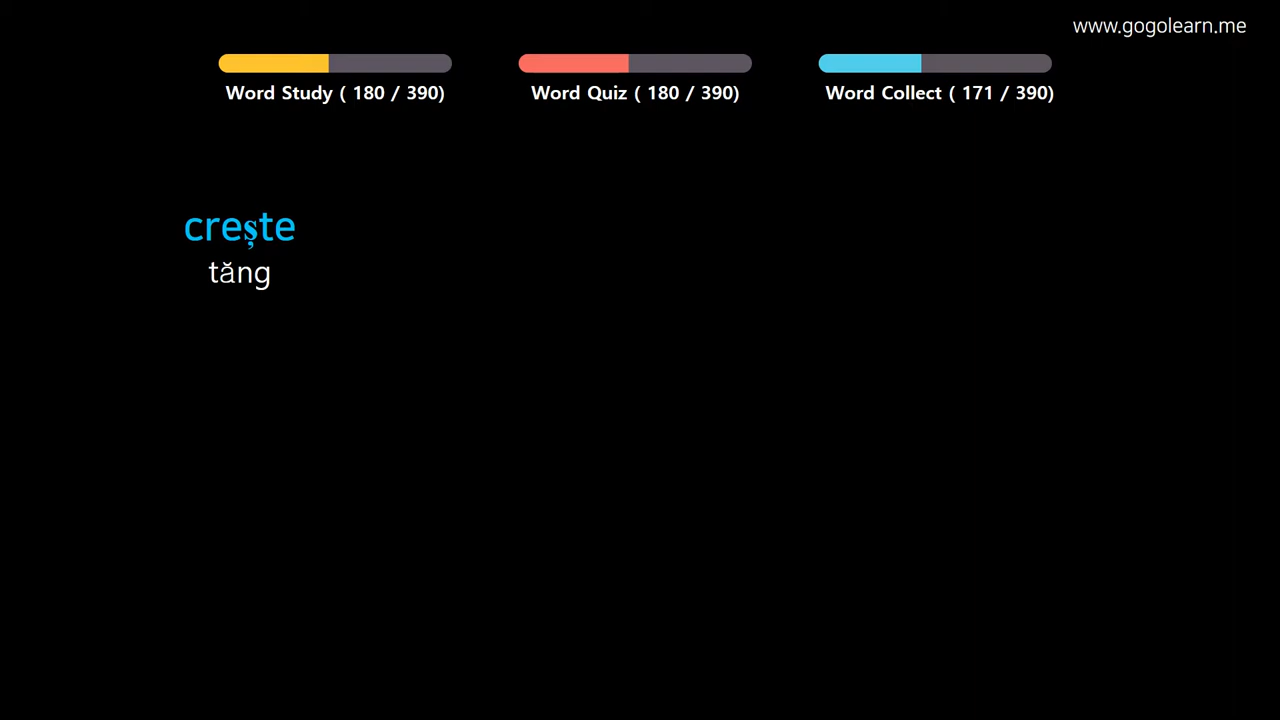 www.gogolearn.me
Word Study ( 180 / 390)
Word Quiz ( 180 / 390)
Word Collect ( 171 / 390)
crește
tăng